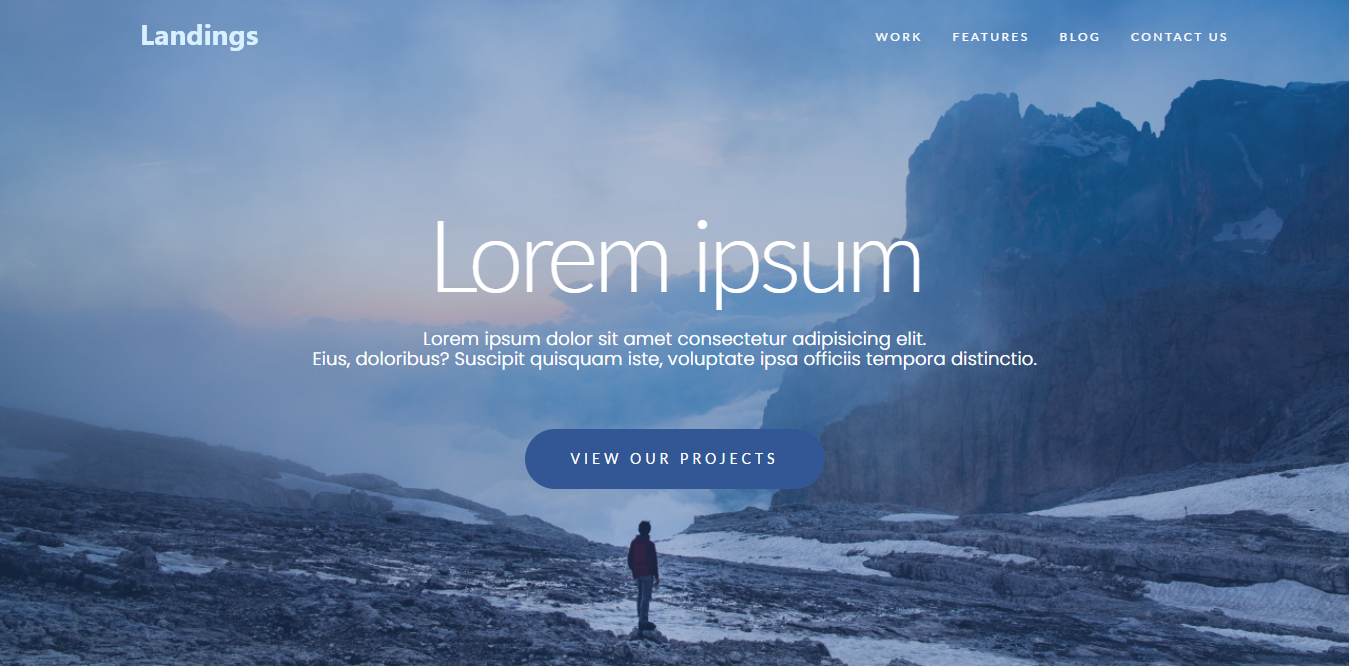 Landings
WORK FEATURES BLOG CONTACT US
Lorem ipsum
Lorem ipsum dolor sit amet consectetur adipisicing elit.
Eius, doloribus? Suscipit quisquam iste, voluptate ipsa officiis tempora distinctio.
VIEW OUR PROJECTS